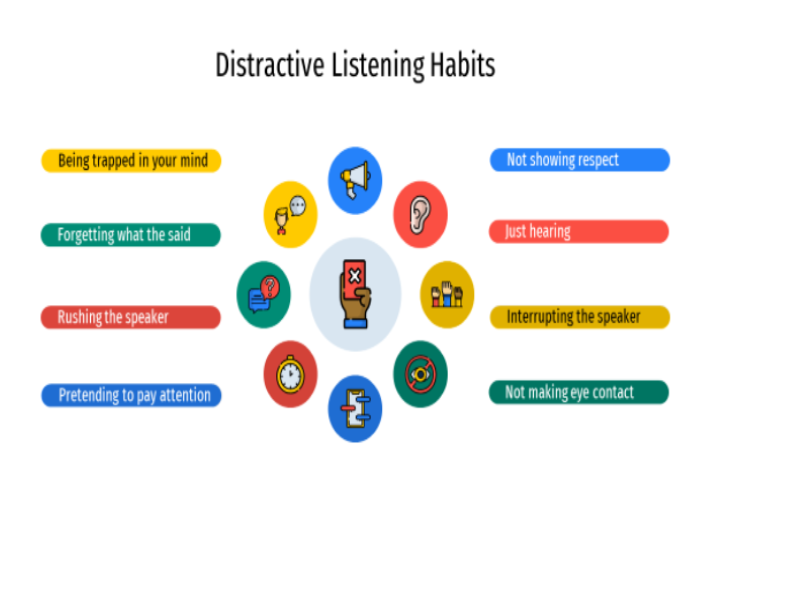 Distractive Listening Habits
Being trapped in your mind
Forgetting what the said
Rushing the speaker
Pretending to pay attention
Not showing respect
Just hearing
Interrupting the speaker
Not making eye contact